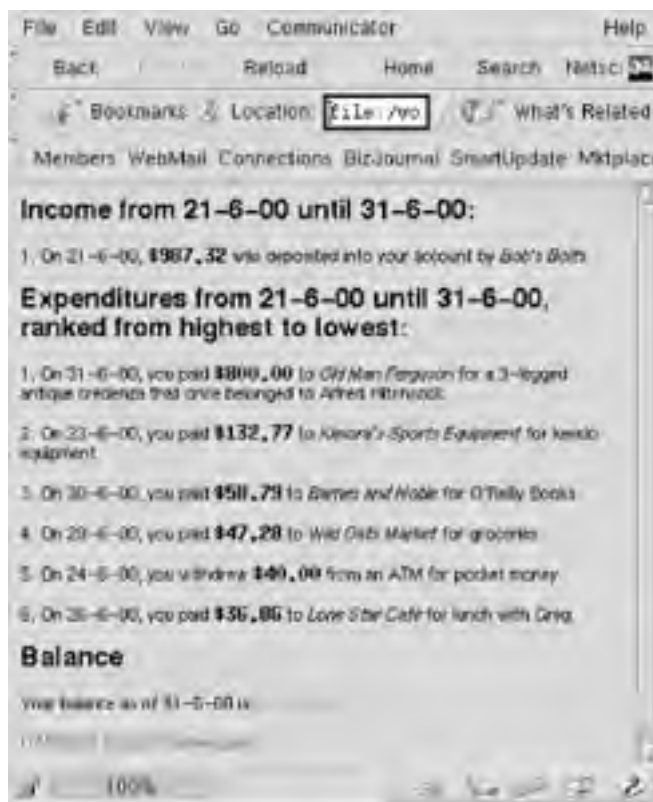 File Edit View Go Communicator Help
Back Reload Home Search Netsc
Bookmarks Location: file:/vo What's Related
Members WebMail Connections BizJournal SmartUpdate Mktplac
Income from 21-6-00 until 31-6-00:
1. On 21-6-00, $987.32 was deposited into your account by Bob's Bolts
Expenditures from 21-6-00 until 31-6-00,
ranked from highest to lowest:
1. On 31-6-00, you paid $800.00 to Old Man Ferguson for a 3-legged
antique credenza that once belonged to Alfred Hitchcock.
2. On 23-6-00, you paid $132.77 to Kimora's Sports Equipment for kendo
equipment
3. On 30-6-00, you paid $58.79 to Barnes and Noble for O'Reilly Books
4. On 29-6-00, you paid $47.28 to Wild Oats Market for groceries
5. On 24-6-00, you withdrew $40.00 from an ATM for pocket money
6. On 26-6-00, you paid $36.86 to Lone Star Cafe for lunch with Greg.
Balance
Your balance as of 31-6-00 is
100%